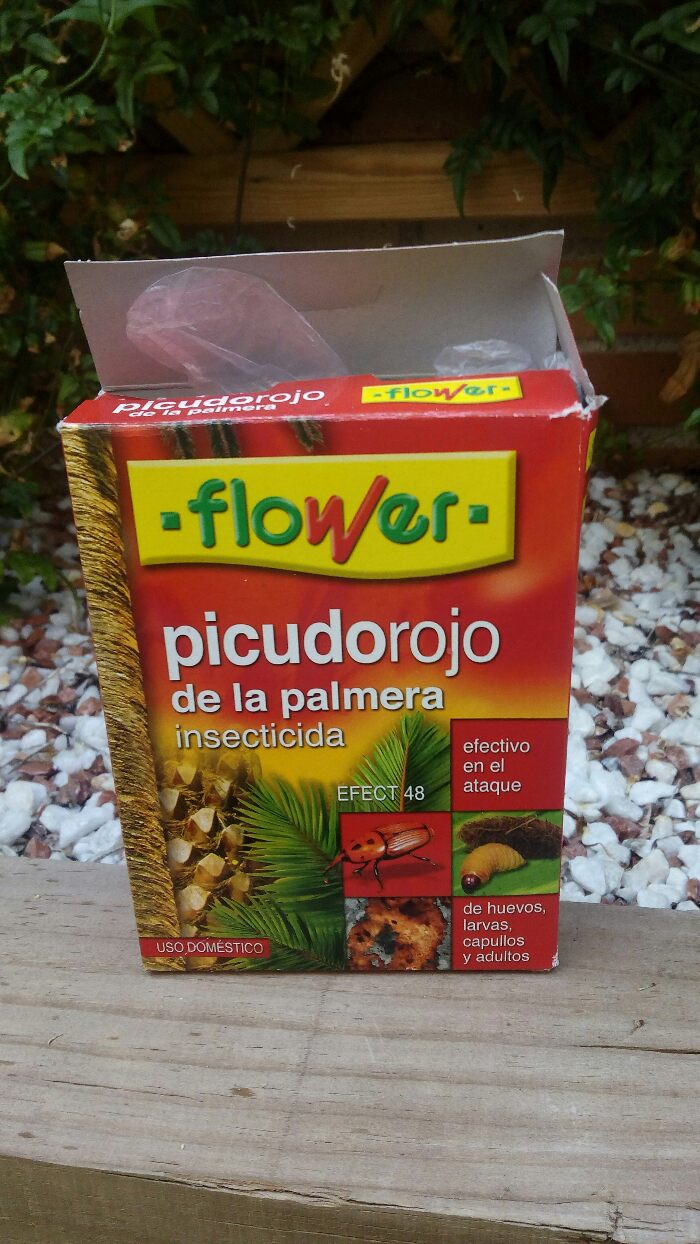 picudorojo
de la palmera
·flower·
·flower·
picudorojo
de la palmera
insecticida
efectivo
en el
ataque
EFECT 48
de huevos,
larvas,
capullos
y adultos
USO DOMÉSTICO